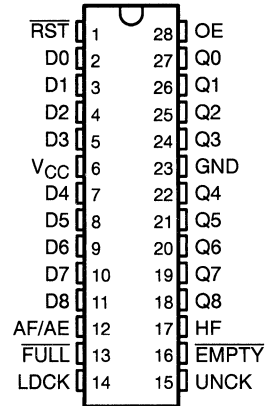 RST 1 28 OE
D0 2 27 Q0
D1 3 26 Q1
D2 4 25 Q2
D3 5 24 Q3
VCC 6 23 GND
D4 7 22 Q4
D5 8 21 Q5
D6 9 20 Q6
D7 10 19 Q7
D8 11 18 Q8
AF/AE 12 17 HF
FULL 13 16 EMPTY
LDCK 14 15 UNCK